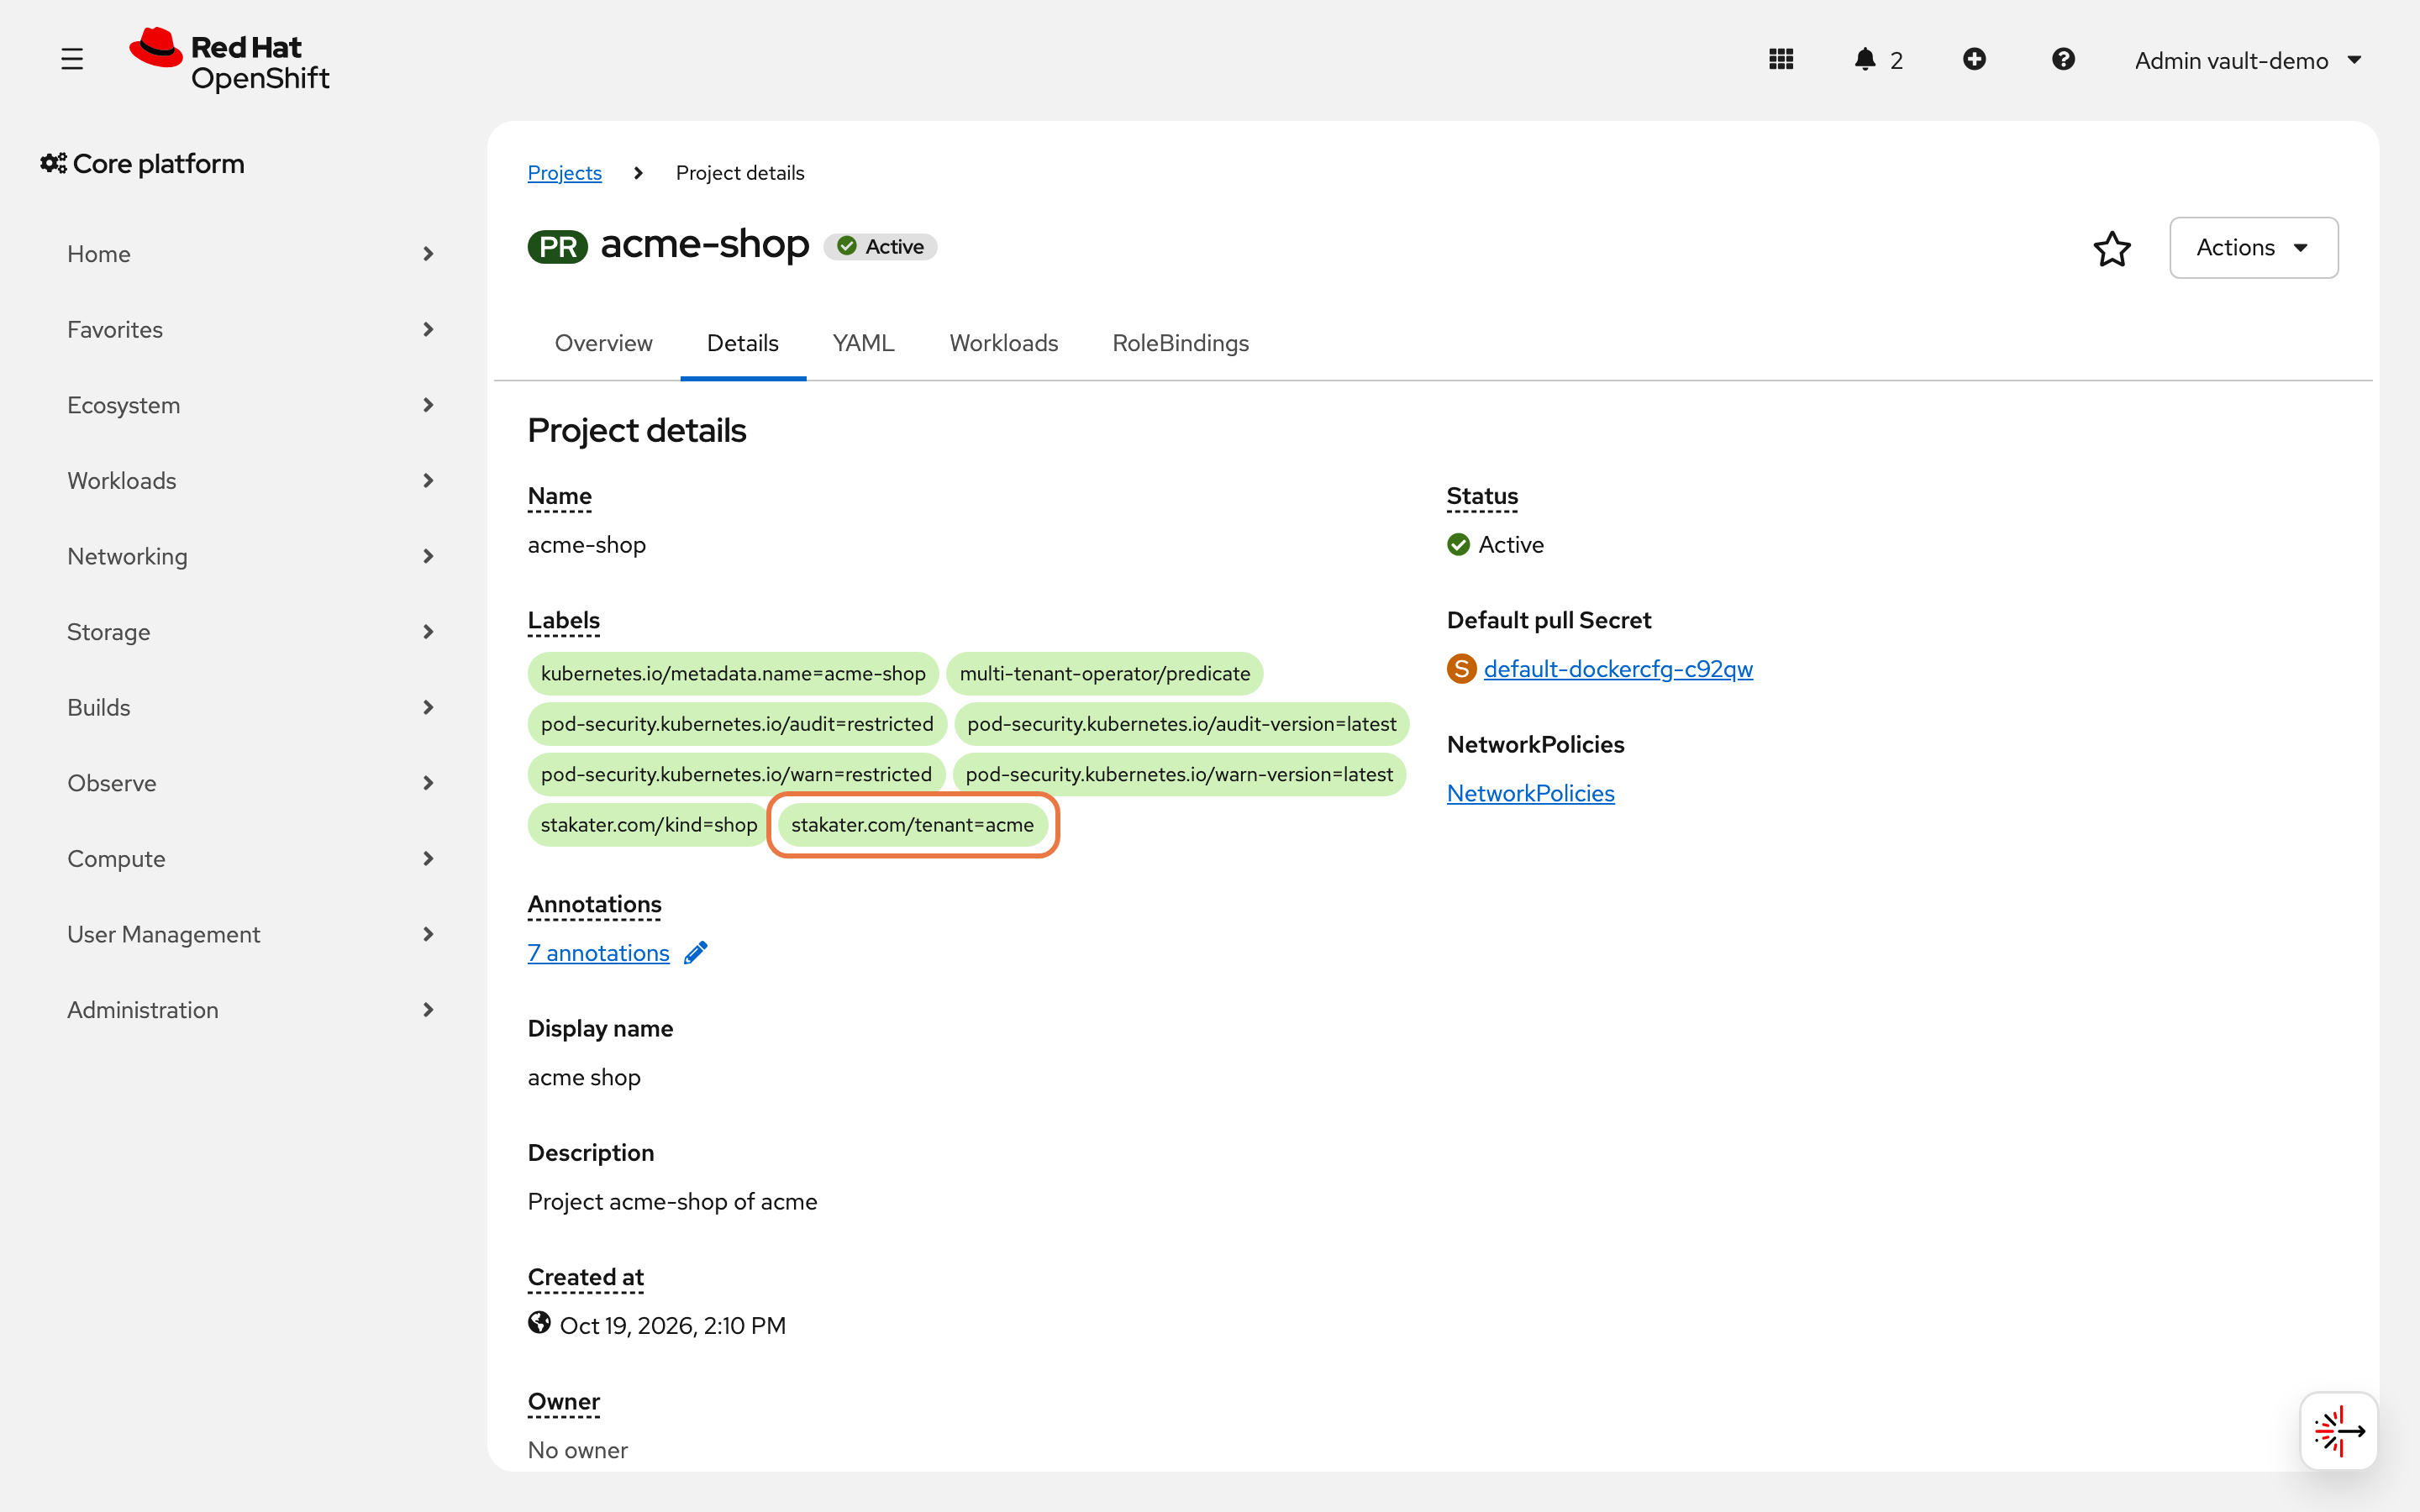 Red Hat
OpenShift
2
Admin vault-demo
Core platform
Home
Favorites
Ecosystem
Workloads
Networking
Storage
Builds
Observe
Compute
User Management
Administration
Projects
Project details
PR acme-shop Active
Actions
Overview Details YAML Workloads RoleBindings
Project details
Name
acme-shop
Labels
kubernetes.io/metadata.name=acme-shop multi-tenant-operator/predicate
pod-security.kubernetes.io/audit=restricted pod-security.kubernetes.io/audit-version=latest
pod-security.kubernetes.io/warn=restricted pod-security.kubernetes.io/warn-version=latest
stakater.com/kind=shop stakater.com/tenant=acme
Annotations
7 annotations
Display name
acme shop
Description
Project acme-shop of acme
Created at
Oct 19, 2026, 2:10 PM
Owner
No owner
Status
Active
Default pull Secret
S default-dockercfg-c92qw
NetworkPolicies
NetworkPolicies